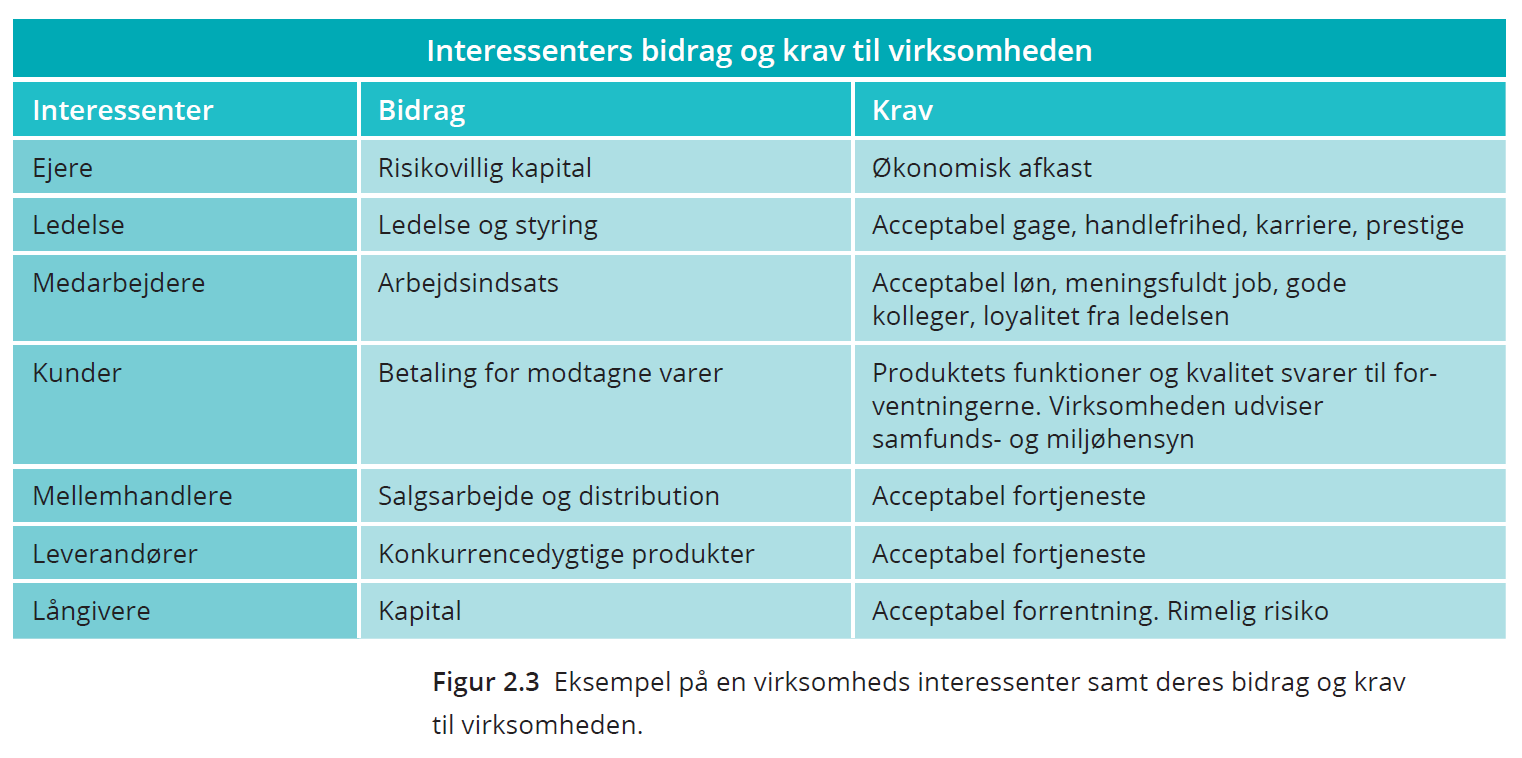 Interessenters bidrag og krav til virksomheden
Interessenter Bidrag Krav
Ejere Risikovillig kapital Økonomisk afkast
Ledelse Ledelse og styring Acceptabel gage, handlefrihed, karriere, prestige
Medarbejdere Arbejdsindsats Acceptabel løn, meningsfuldt job, gode
kolleger, loyalitet fra ledelsen
Kunder Betaling for modtagne varer Produktets funktioner og kvalitet svarer til for-
ventningerne. Virksomheden udviser
samfunds- og miljøhensyn
Mellemhandlere Salgsarbejde og distribution Acceptabel fortjeneste
Leverandører Konkurrencedygtige produkter Acceptabel fortjeneste
Långivere Kapital Acceptabel forrentning. Rimelig risiko
Figur 2.3 Eksempel på en virksomheds interessenter samt deres bidrag og krav
til virksomheden.